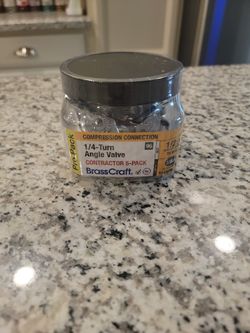 COMPRESSION CONNECTION
Pro-Pack
1/4-Turn
Angle Valve
CONTRACTOR 5-PACK
BrassCraft